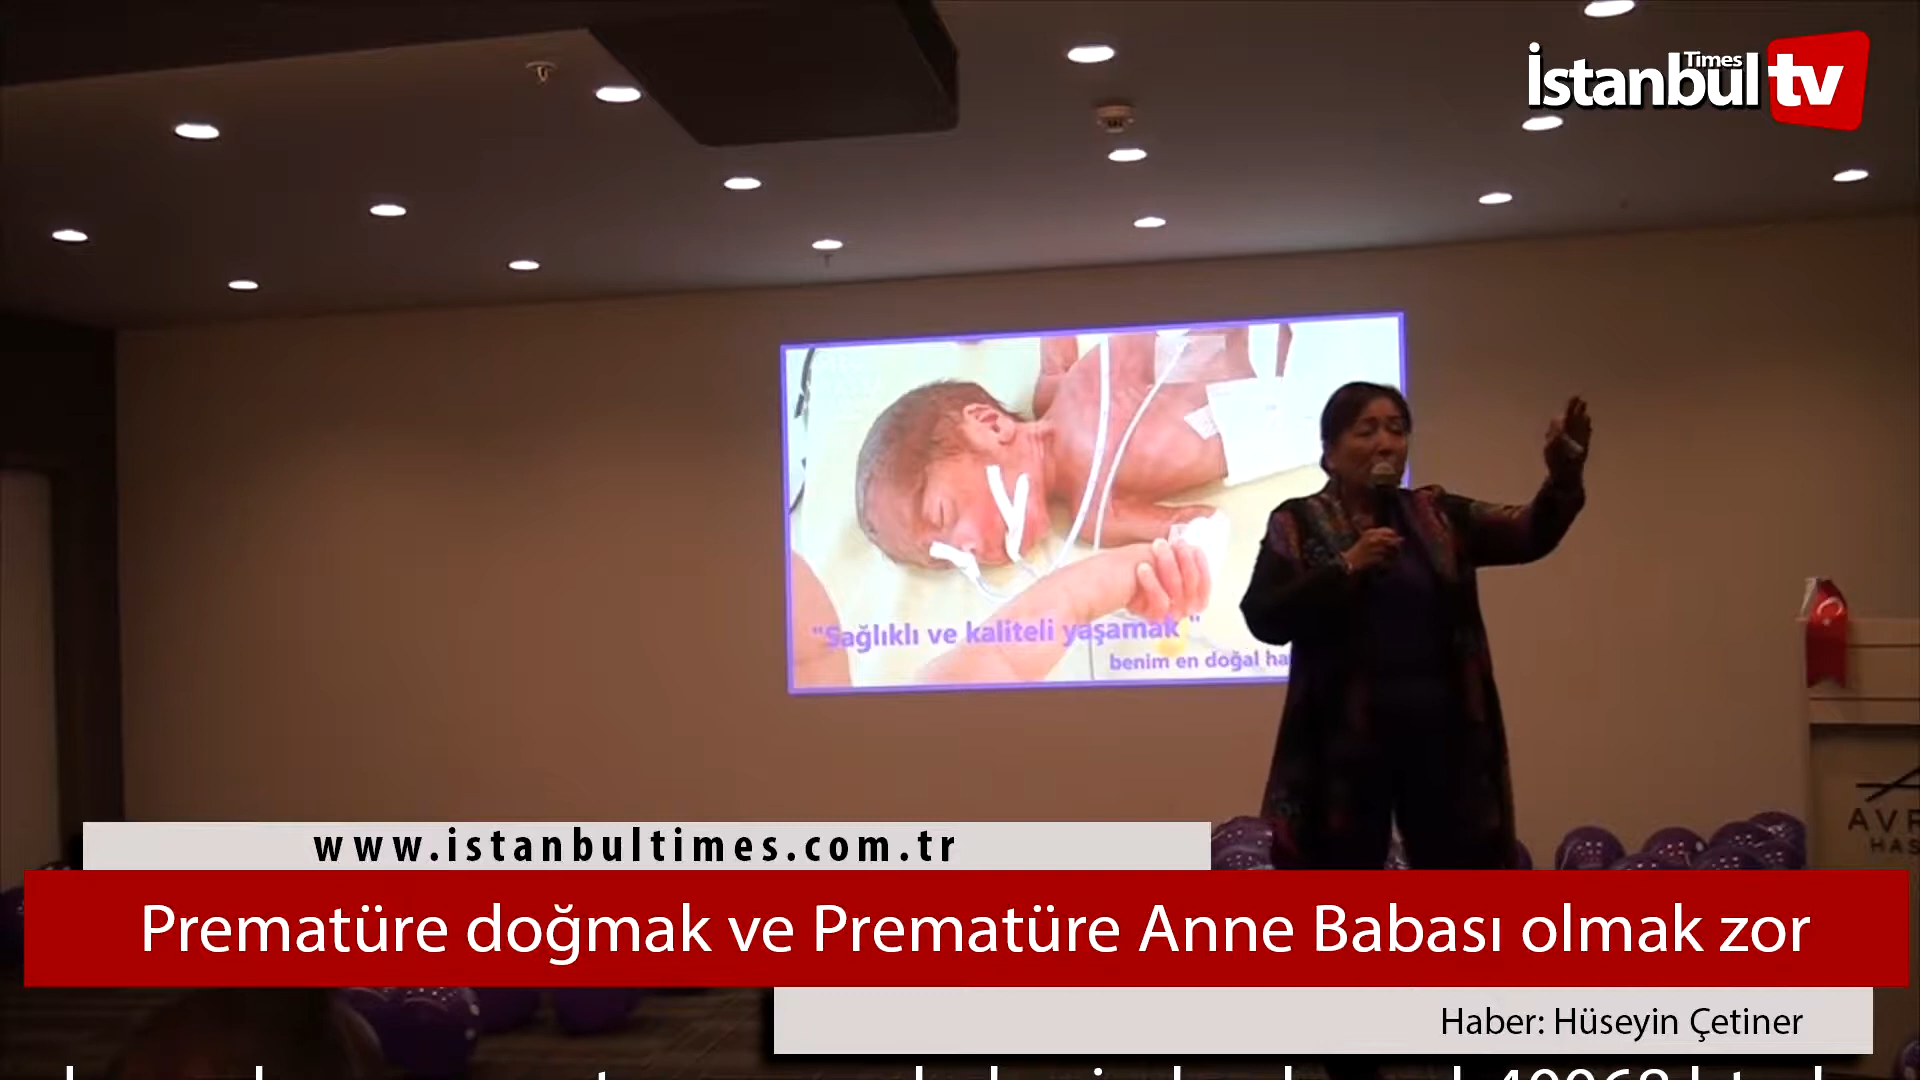 Times
İstanbul tv
"Sağlıklı ve kaliteli yaşamak "
benim en doğal
www.istanbultimes.com.tr
Prematüre doğmak ve Prematüre Anne Babası olmak zor
Haber: Hüseyin Çetiner